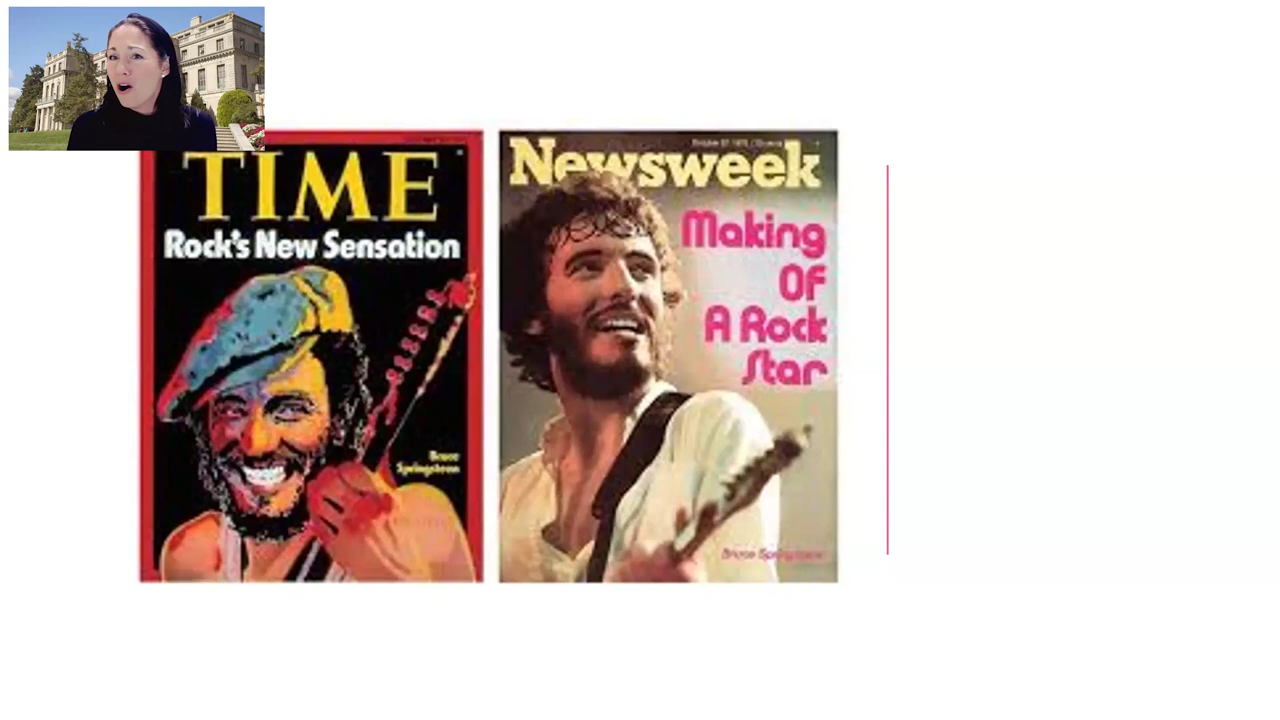 TIME
Rock's New Sensation
Bruce
Springsteen
Newsweek
Making
Of
A Rock
Star
Bruce Springsteen